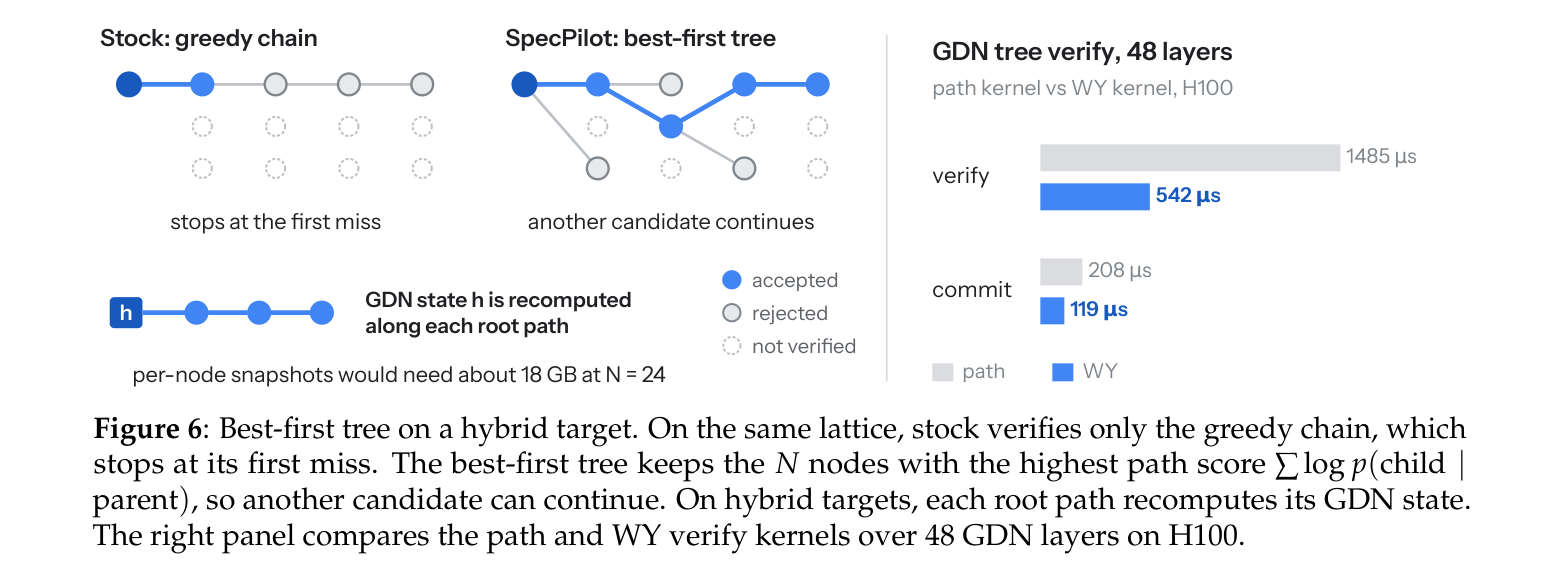 Stock: greedy chain
stops at the first miss
SpecPilot: best-first tree
another candidate continues
h
GDN state h is recomputed
along each root path
per-node snapshots would need about 18 GB at N = 24
accepted
rejected
not verified
GDN tree verify, 48 layers
path kernel vs WY kernel, H100
verify
1485 µs
542 µs
commit
208 µs
119 µs
path
WY
Figure 6: Best-first tree on a hybrid target. On the same lattice, stock verifies only the greedy chain, which
stops at its first miss. The best-first tree keeps the N nodes with the highest path score ∑ log p(child |
parent), so another candidate can continue. On hybrid targets, each root path recomputes its GDN state.
The right panel compares the path and WY verify kernels over 48 GDN layers on H100.